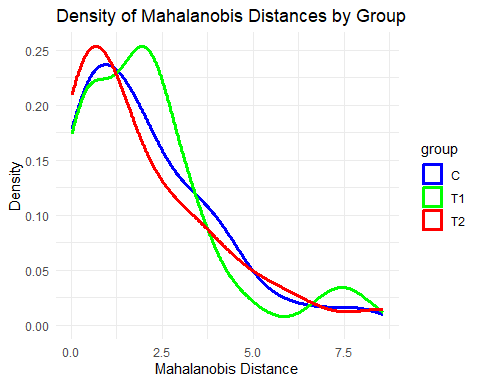 Density of Mahalanobis Distances by Group
Density
0.25
0.20
0.15
0.10
0.05
0.00
0.0 2.5 5.0 7.5
Mahalanobis Distance
group
C
T1
T2